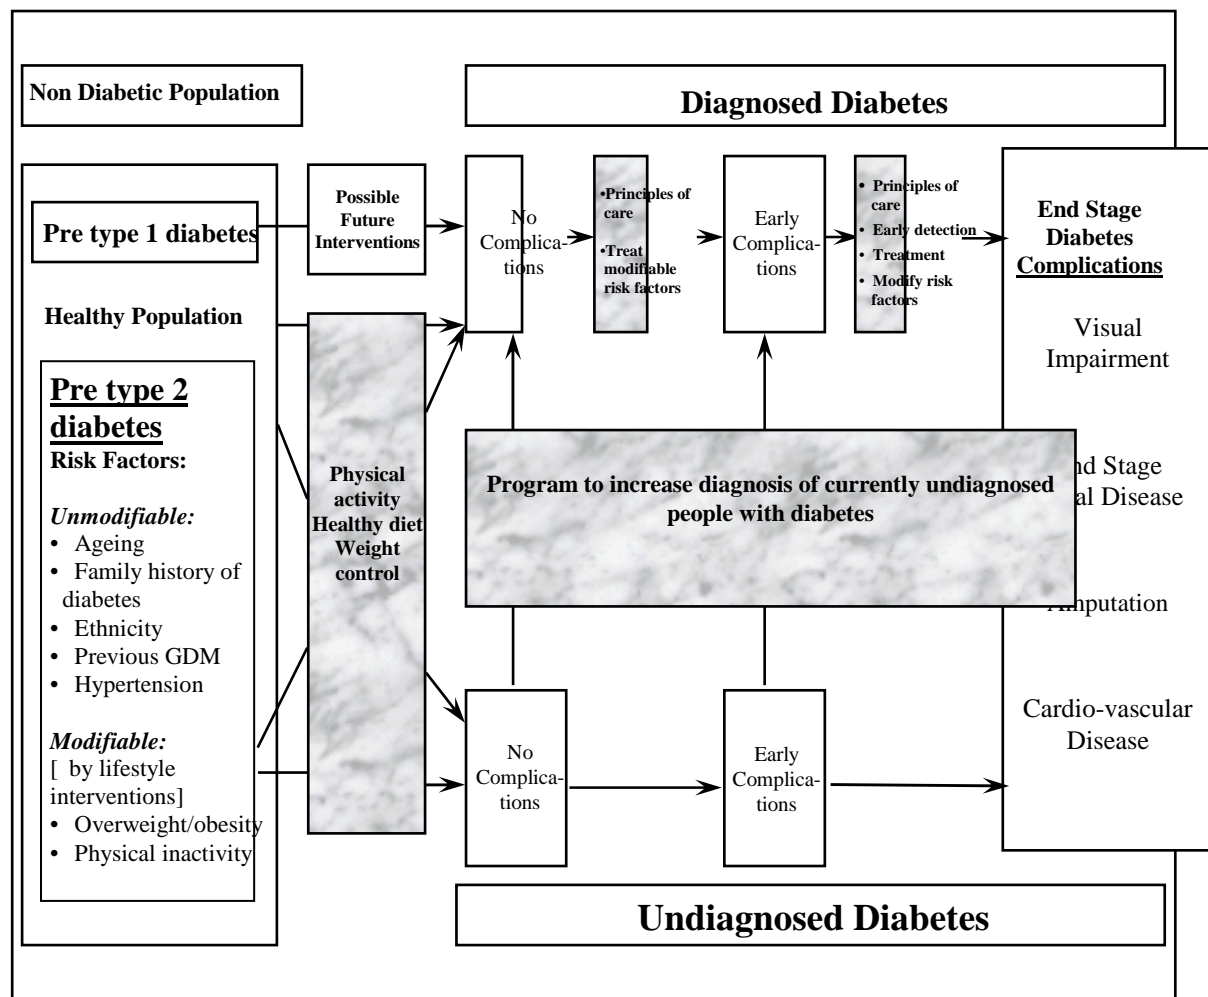 Non Diabetic Population
Diagnosed Diabetes
Pre type 1 diabetes
Possible
Future
Interventions
No
Complica-
tions
•Principles of
care
•Treat
modifiable
risk factors
Early
Complica-
tions
• Principles of
care
• Early detection
• Treatment
• Modify risk
factors
End Stage
Diabetes
Complications
Visual
Impairment
Stage
Disease
Cardio-vascular
Disease
Healthy Population
Pre type 2
diabetes
Risk Factors:
Unmodifiable:
• Ageing
• Family history of
diabetes
• Ethnicity
• Previous GDM
• Hypertension
Modifiable:
[ by lifestyle
interventions]
• Overweight/obesity
• Physical inactivity
Physical
activity
Healthy diet
Weight
control
Program to increase diagnosis of currently undiagnosed
people with diabetes
No
Complica-
tions
Early
Complica-
tions
Undiagnosed Diabetes